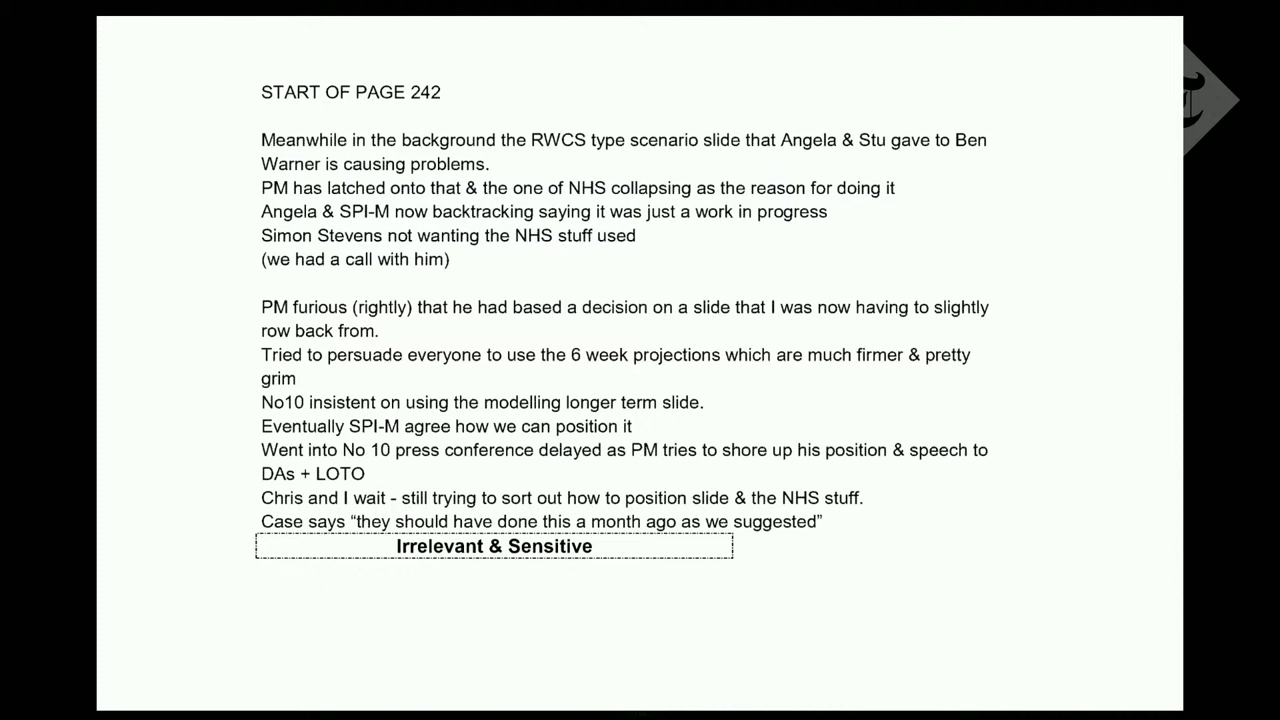 START OF PAGE 242
Meanwhile in the background the RWCS type scenario slide that Angela & Stu gave to Ben
Warner is causing problems.
PM has latched onto that & the one of NHS collapsing as the reason for doing it
Angela & SPI-M now backtracking saying it was just a work in progress
Simon Stevens not wanting the NHS stuff used
(we had a call with him)
PM furious (rightly) that he had based a decision on a slide that I was now having to slightly
row back from.
Tried to persuade everyone to use the 6 week projections which are much firmer & pretty
grim
No10 insistent on using the modelling longer term slide.
Eventually SPI-M agree how we can position it
Went into No 10 press conference delayed as PM tries to shore up his position & speech to
DAs + LOTO
Chris and I wait - still trying to sort out how to position slide & the NHS stuff.
Case says “they should have done this a month ago as we suggested”
Irrelevant & Sensitive